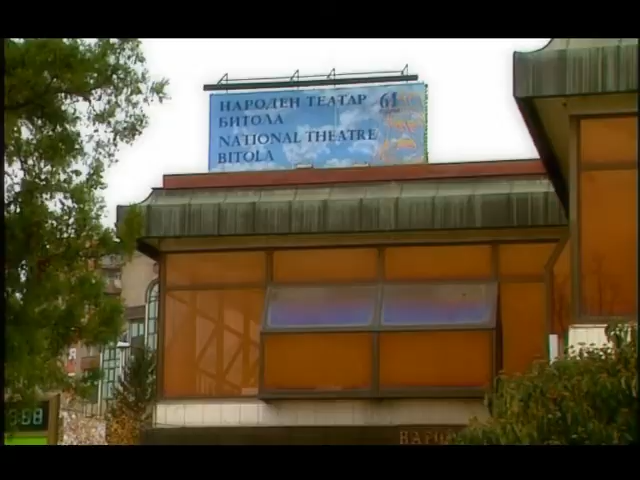 НАРОДЕН ТЕАТАР 61
БИТОЛА
NATIONAL THEATRE
BITOLA